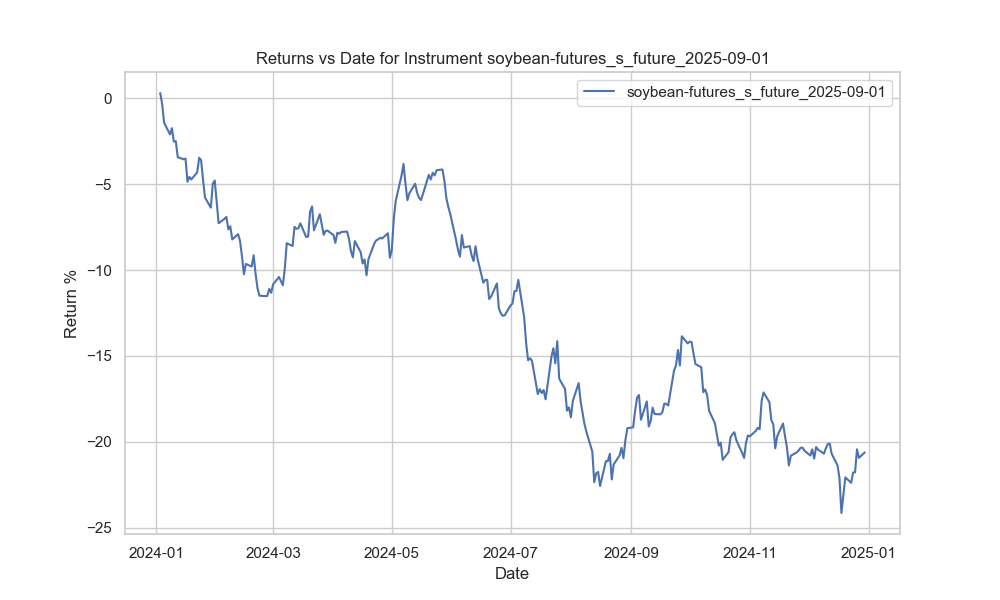 Returns vs Date for Instrument soybean-futures_s_future_2025-09-01
soybean-futures_s_future_2025-09-01
0
−5
−10
−15
−20
−25
Return %
2024-01 2024-03 2024-05 2024-07 2024-09 2024-11 2025-01
Date